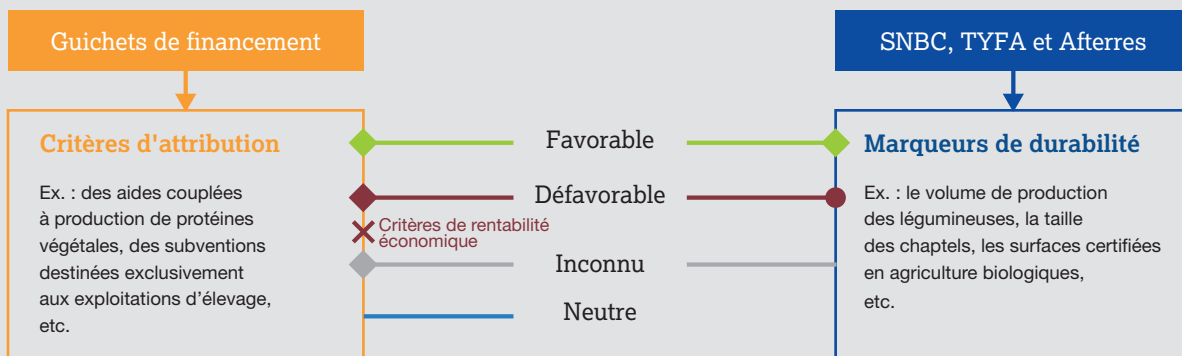 Guichets de financement
SNBC, TYFA et Afterres
Critères d'attribution
Ex. : des aides couplées
à production de protéines
végétales, des subventions
destinées exclusivement
aux exploitations d'élevage,
etc.
Favorable
Défavorable
Critères de rentabilité
économique
Inconnu
Neutre
Marqueurs de durabilité
Ex. : le volume de production
des légumineuses, la taille
des chaptels, les surfaces certifiées
en agriculture biologiques,
etc.